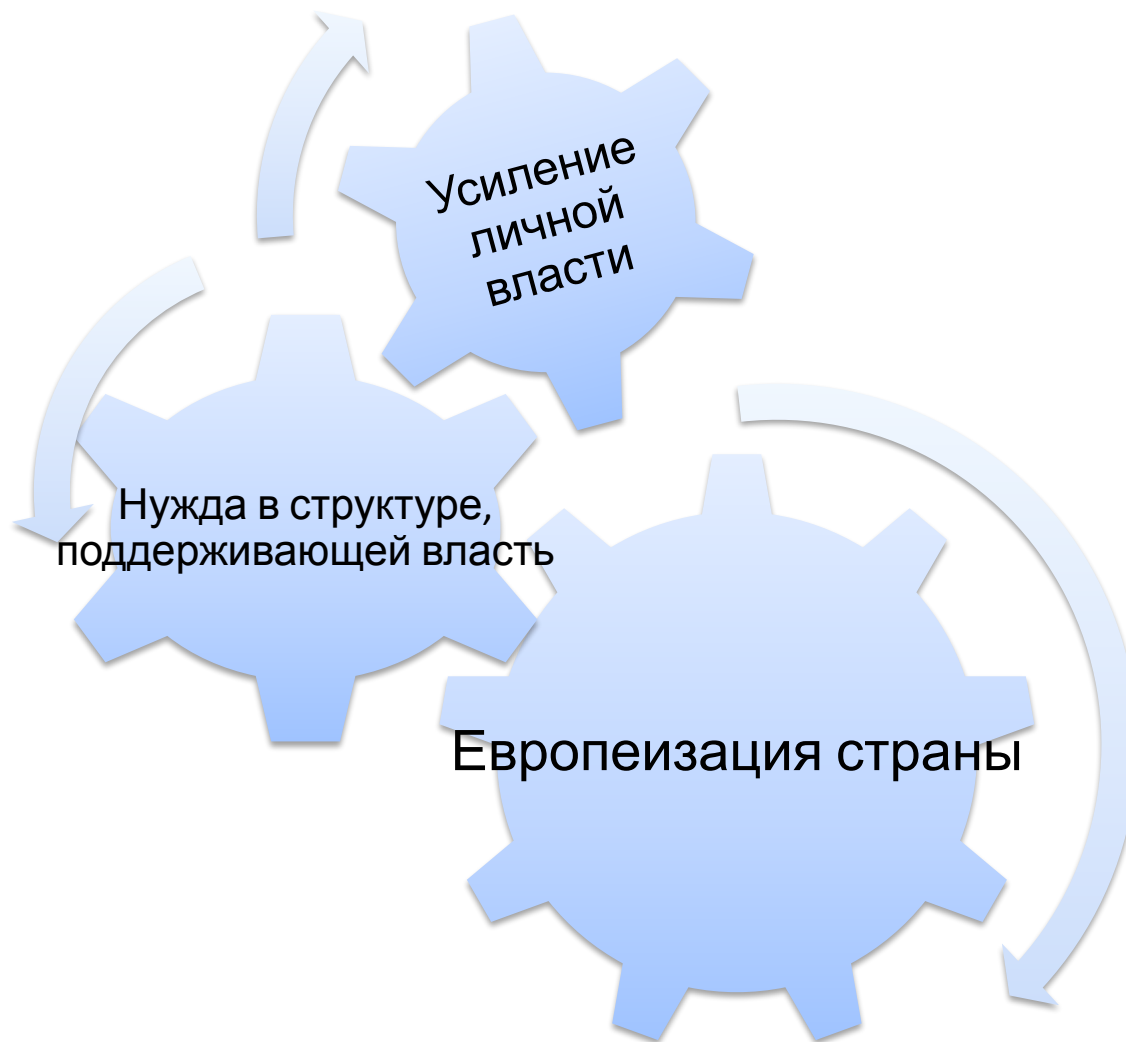 Усиление
личной
власти
Нужда в структуре,
поддерживающей власть
Европеизация страны